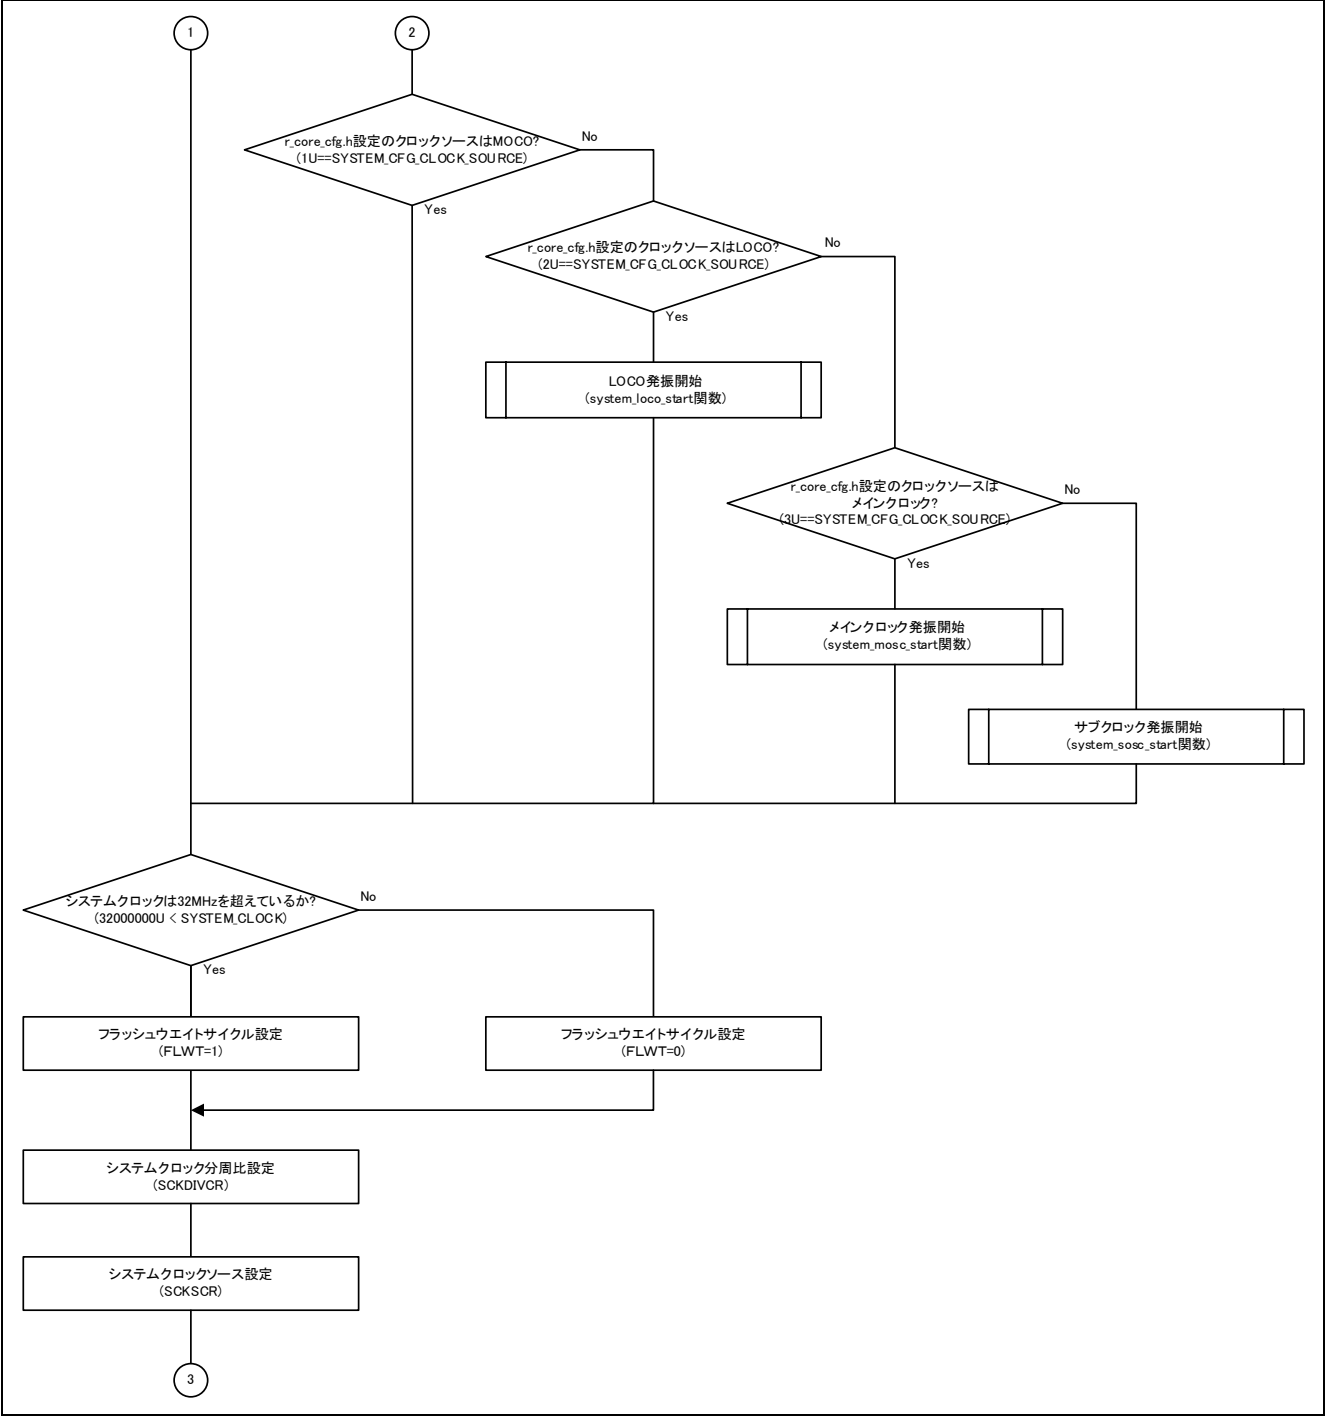 1
2
r_core_cfg.h設定のクロックソースはMOCO?
(1U==SYSTEM_CFG_CLOCK_SOURCE)
No
Yes
r_core_cfg.h設定のクロックソースはLOCO?
(2U==SYSTEM_CFG_CLOCK_SOURCE)
No
Yes
LOCO発振開始
(system_loco_start関数)
r_core_cfg.h設定のクロックソースは
メインクロック?
(3U==SYSTEM_CFG_CLOCK_SOURCE)
No
Yes
メインクロック発振開始
(system_mosc_start関数)
サブクロック発振開始
(system_sosc_start関数)
システムクロックは32MHzを超えているか?
(32000000U < SYSTEM_CLOCK)
No
Yes
フラッシュウエイトサイクル設定
(FLWT=1)
フラッシュウエイトサイクル設定
(FLWT=0)
システムクロック分周比設定
(SCKDIVCR)
システムクロックソース設定
(SCKSCR)
3